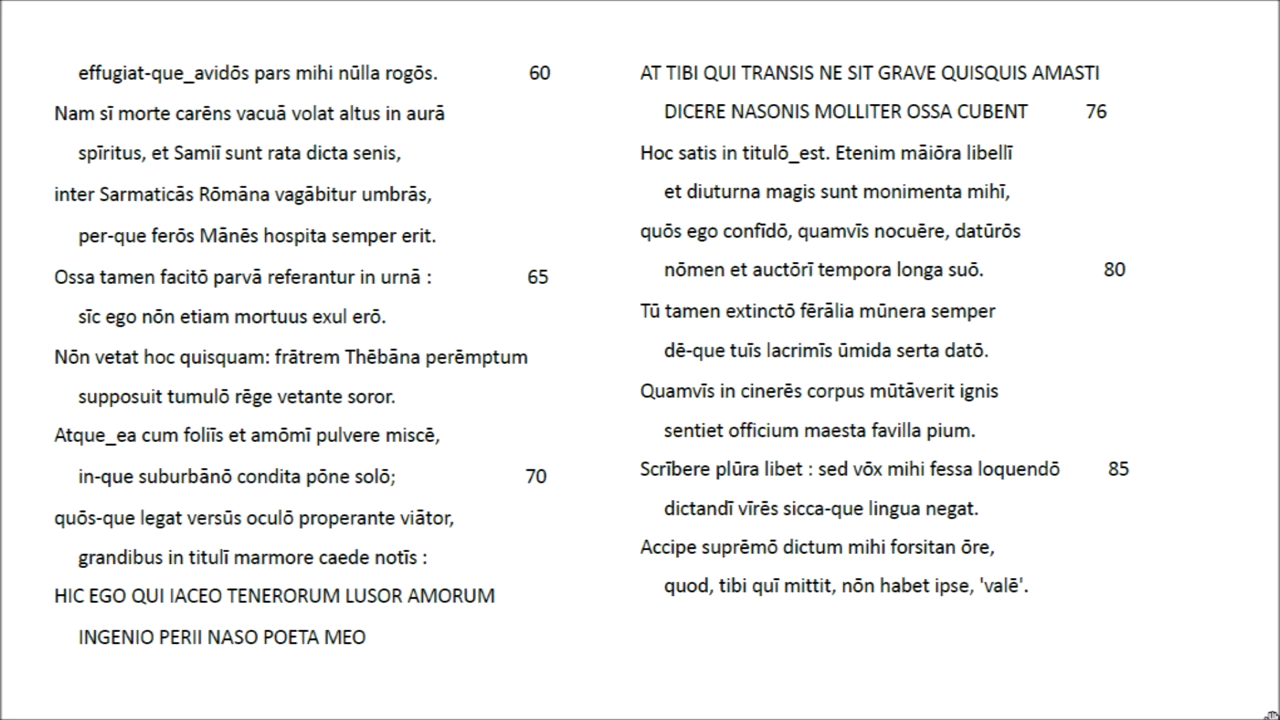 effugiat-que_avidōs pars mihi nūlla rogōs. 60
Nam sī morte carēns vacuā volat altus in aurā
spīritus, et Samiī sunt rata dicta senis,
inter Sarmaticās Rōmāna vagābitur umbrās,
per-que ferōs Mānēs hospita semper erit.
Ossa tamen facitō parvā referantur in urnā : 65
sīc ego nōn etiam mortuus exul erō.
Nōn vetat hoc quisquam: frātrem Thēbāna perēmptum
supposuit tumulō rēge vetante soror.
Atque_ea cum foliīs et amōmī pulvere miscē,
in-que suburbānō condita pōne solō; 70
quōs-que legat versūs oculō properante viātor,
grandibus in titulī marmore caede notīs :
HIC EGO QUI IACEO TENERORUM LUSOR AMORUM
INGENIO PERII NASO POETA MEO
AT TIBI QUI TRANSIS NE SIT GRAVE QUISQUIS AMASTI
DICERE NASONIS MOLLITER OSSA CUBENT 76
Hoc satis in titulō_est. Etenim māiōra libellī
et diuturna magis sunt monimenta mihī,
quōs ego confīdō, quamvīs nocuēre, datūrōs
nōmen et auctōrī tempora longa suō. 80
Tū tamen extinctō fērālia mūnera semper
dē-que tuīs lacrimīs ūmida serta datō.
Quamvīs in cinerēs corpus mūtāverit ignis
sentiet officium maesta favilla pium.
Scrībere plūra libet : sed vōx mihi fessa loquendō 85
dictandī vīrēs sicca-que lingua negat.
Accipe suprēmō dictum mihi forsitan ōre,
quod, tibi quī mittit, nōn habet ipse, 'valē'.